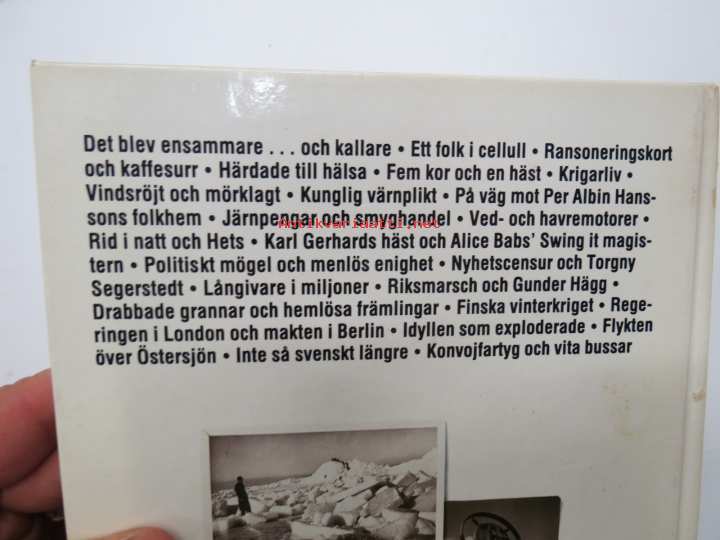 Det blev ensammare . . . och kallare • Ett folk i cellull • Ransoneringskort
och kaffesurr • Härdade till hälsa • Fem kor och en häst • Krigarliv •
Vindsröjt och mörklagt • Kunglig värnplikt • På väg mot Per Albin Hans-
sons folkhem • Järnpengar och smyghandel • Ved- och havremotorer •
Antikvariaatti.net
Rid i natt och Hets • Karl Gerhards häst och Alice Babs' Swing it magis-
tern • Politiskt mögel och menlös enighet • Nyhetscensur och Torgny
Segerstedt • Långivare i miljoner • Riksmarsch och Gunder Hägg •
Drabbade grannar och hemlösa främlingar • Finska vinterkriget • Rege-
ringen i London och makten i Berlin • Idyllen som exploderade • Flykten
över Östersjön • Inte så svenskt längre • Konvojfartyg och vita bussar